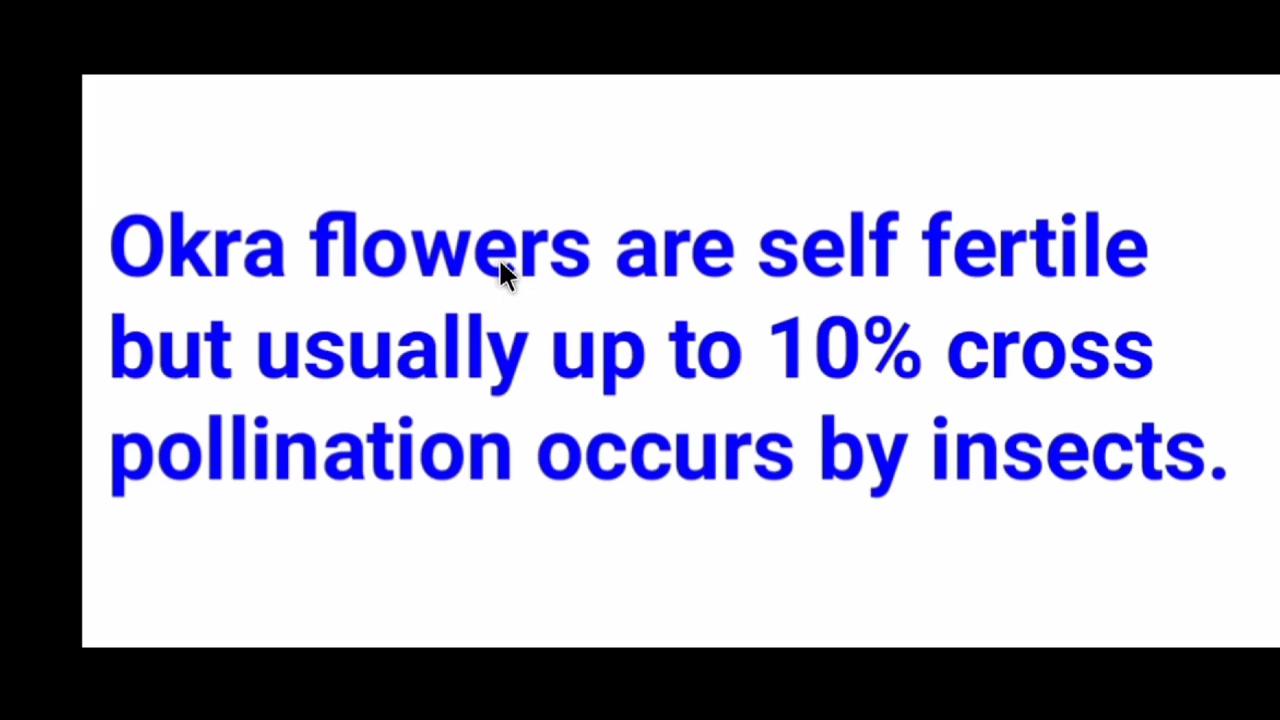 Okra flowers are self fertile
but usually up to 10% cross
pollination occurs by insects.